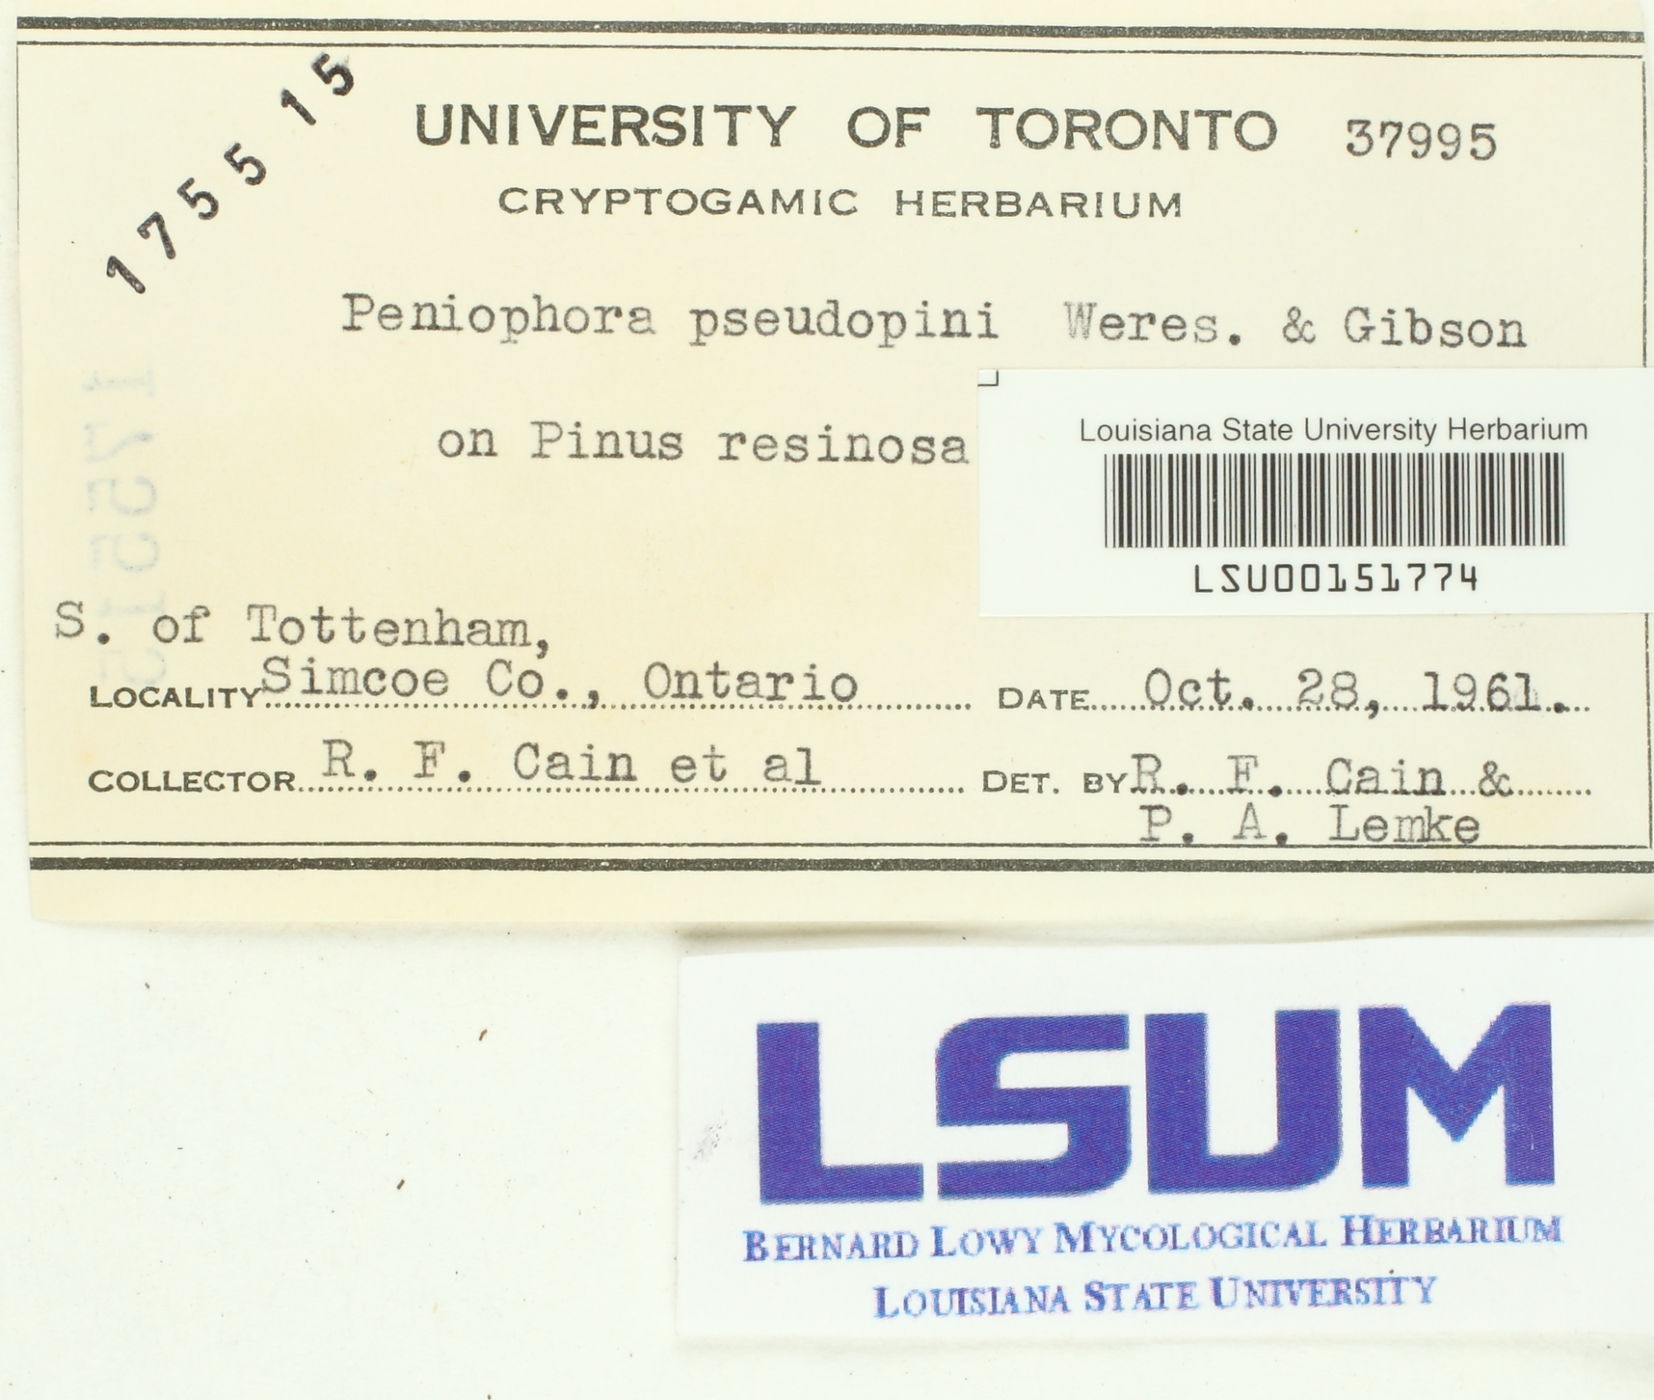 175515
UNIVERSITY OF TORONTO 37995
CRYPTOGAMIC HERBARIUM
Peniophora pseudopini Weres. & Gibson
on Pinus resinosa
Louisiana State University Herbarium
LSU00151774
175515
S. of Tottenham,
LOCALITY Simcoe Co., Ontario DATE Oct. 28, 1961.
COLLECTOR R. F. Cain et al DET. BY R. F. Cain &
P. A. Lemke
LSUM
BERNARD LOWY MYCOLOGICAL HERBARIUM
LOUISIANA STATE UNIVERSITY